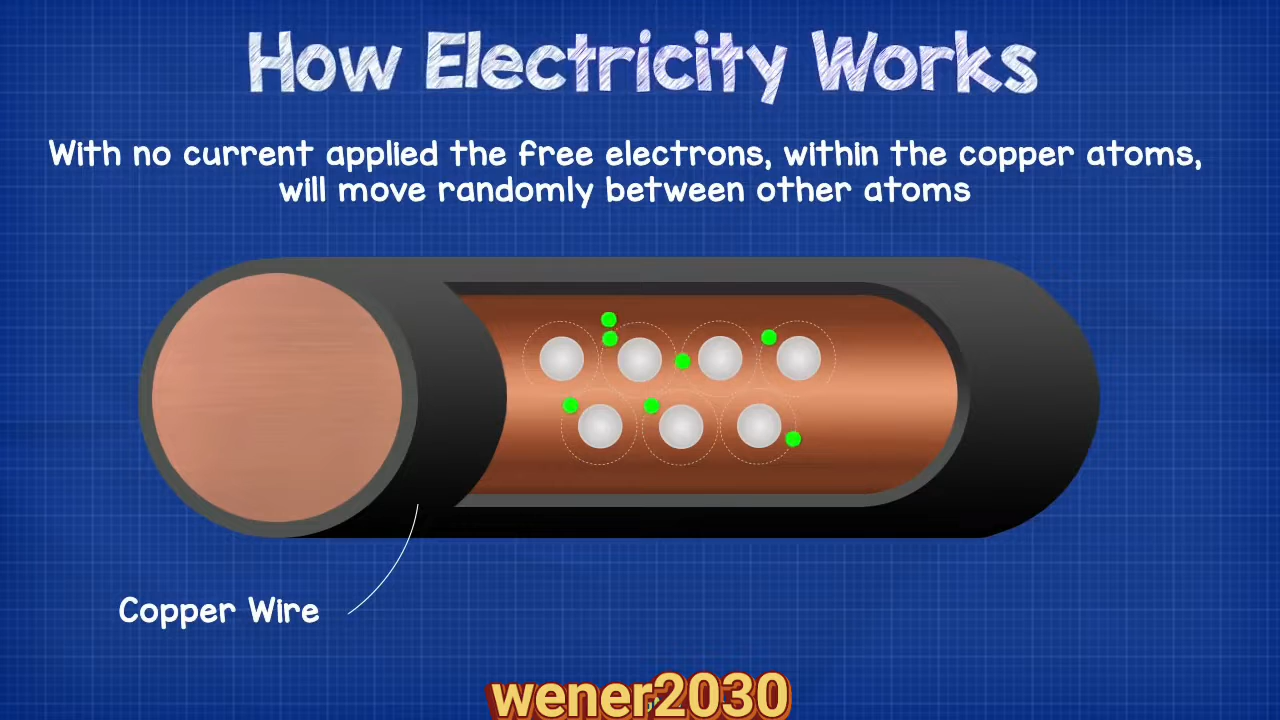 How Electricity Works
With no current applied the free electrons, within the copper atoms,
will move randomly between other atoms
Copper Wire
wener2030